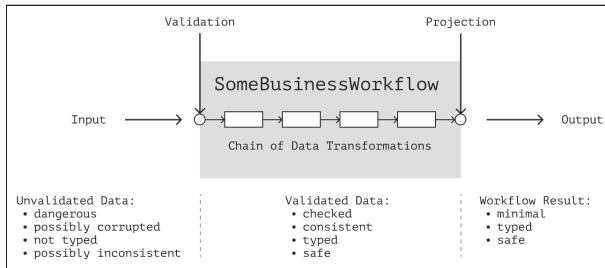 Validation
Projection
SomeBusinessWorkflow
Input
Output
Chain of Data Transformations
Unvalidated Data:
• dangerous
• possibly corrupted
• not typed
• possibly inconsistent
Validated Data:
• checked
• consistent
• typed
• safe
Workflow Result:
• minimal
• typed
• safe